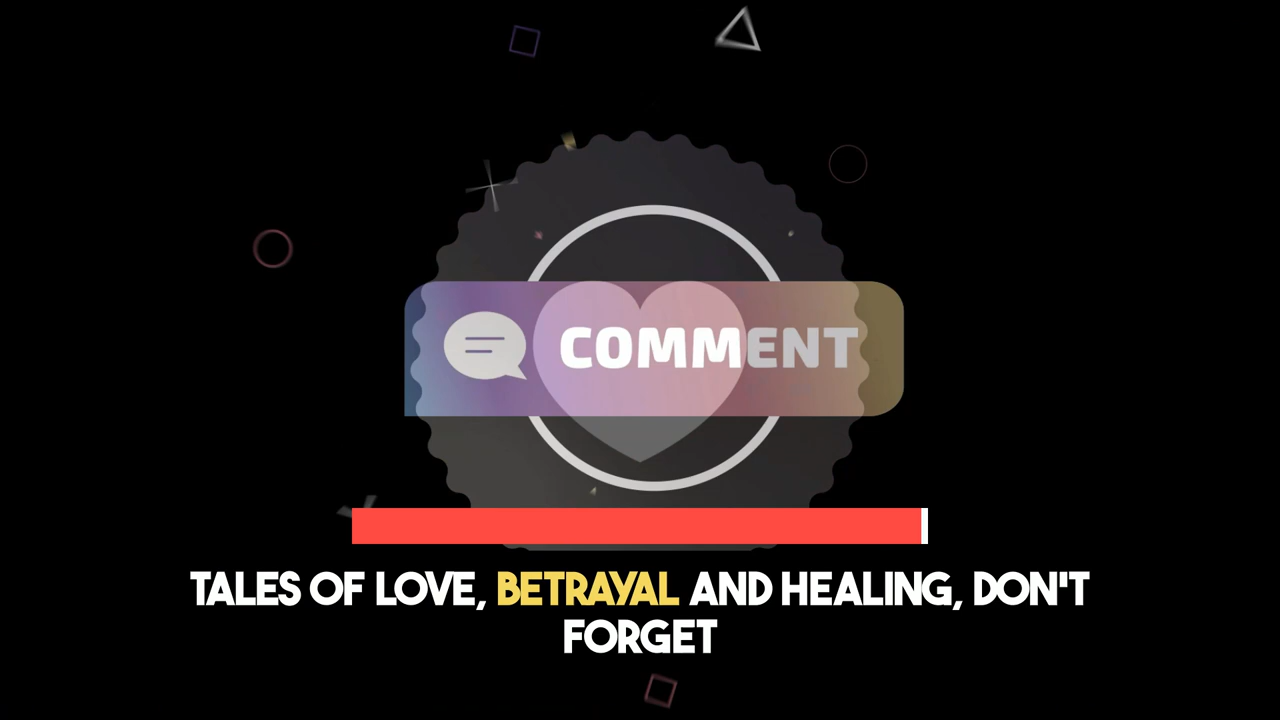 COMMENT
TALES OF LOVE, BETRAYAL AND HEALING, DON'T
FORGET